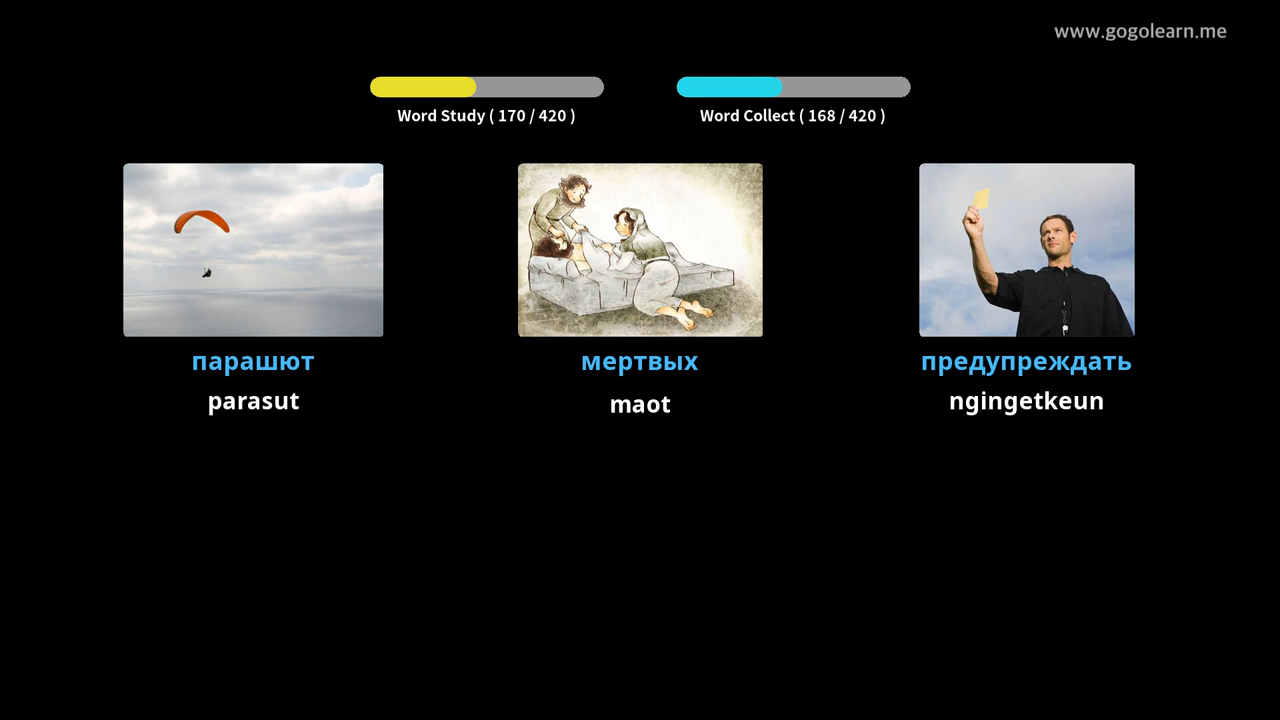 www.gogolearn.me
Word Study ( 170 / 420 )
Word Collect ( 168 / 420 )
парашют
мертвых
предупреждать
parasut
maot
ngingetkeun